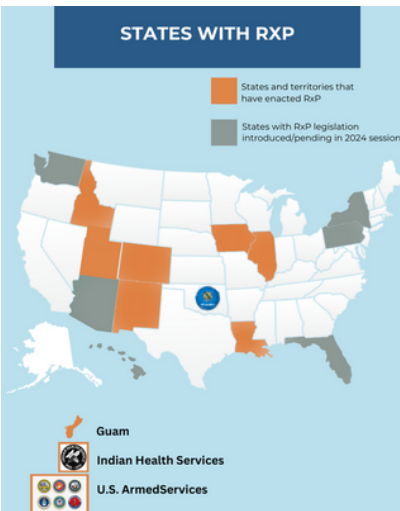 STATES WITH RXP
States and territories that
have enacted RxP
States with RxP legislation
introduced/pending in 2024 session
Guam
Indian Health Services
U.S. ArmedServices